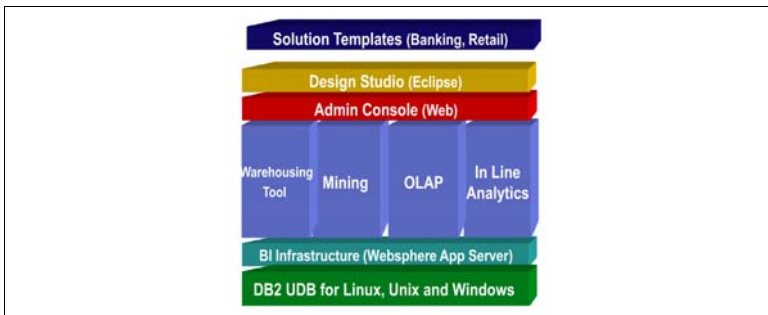 Solution Templates (Banking, Retail)
Design Studio (Eclipse)
Admin Console (Web)
Warehousing
Tool
Mining
OLAP
In Line
Analytics
BI Infrastructure (Websphere App Server)
DB2 UDB for Linux, Unix and Windows